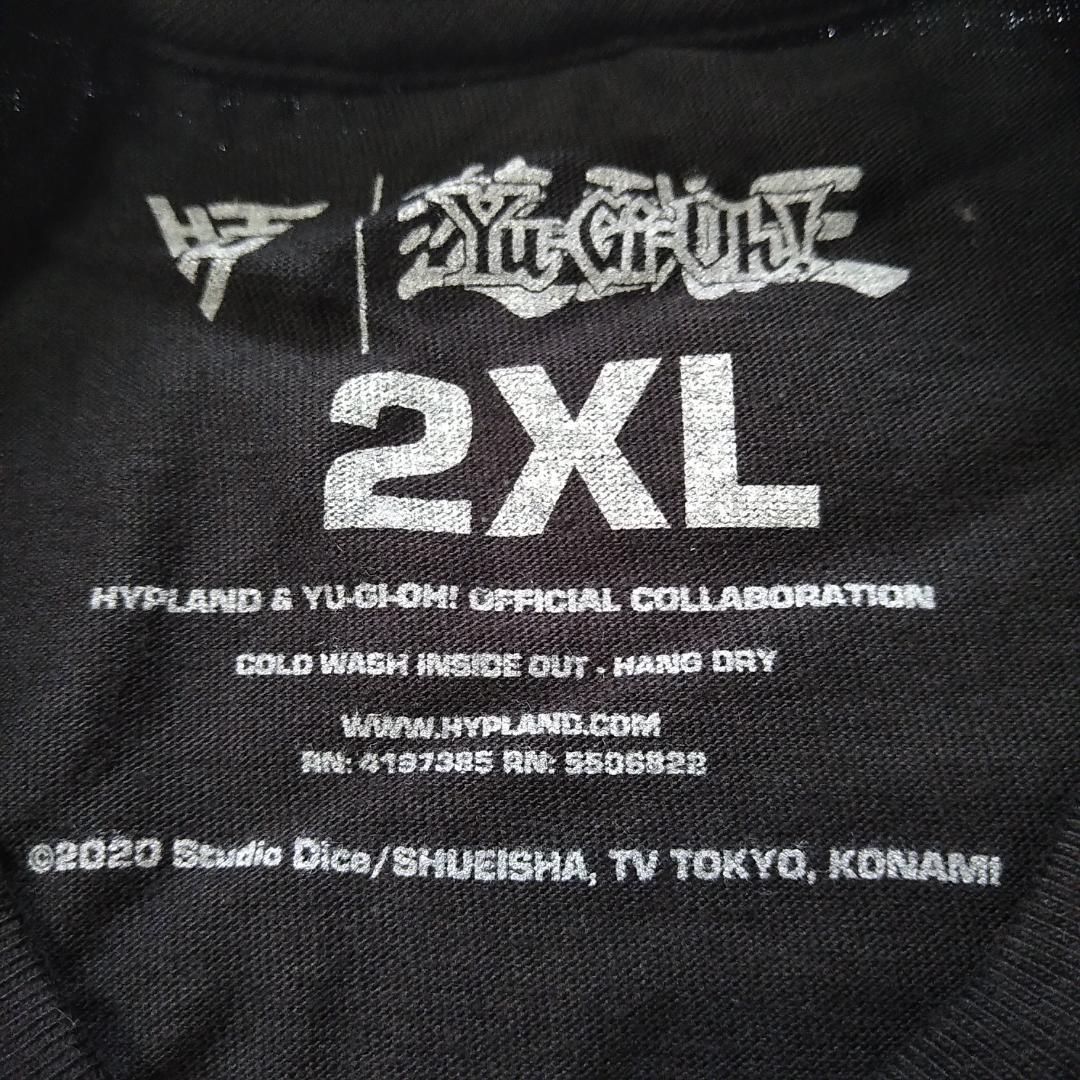 YU-GI-OH!
2XL
HYPLAND & YU-GI-OH! OFFICIAL COLLABORATION
COLD WASH INSIDE OUT - HANG DRY
WWW.HYPLAND.COM
RN: 4197385 RN: 5506822
©2020 Studio Dice/SHUEISHA, TV TOKYO, KONAMI